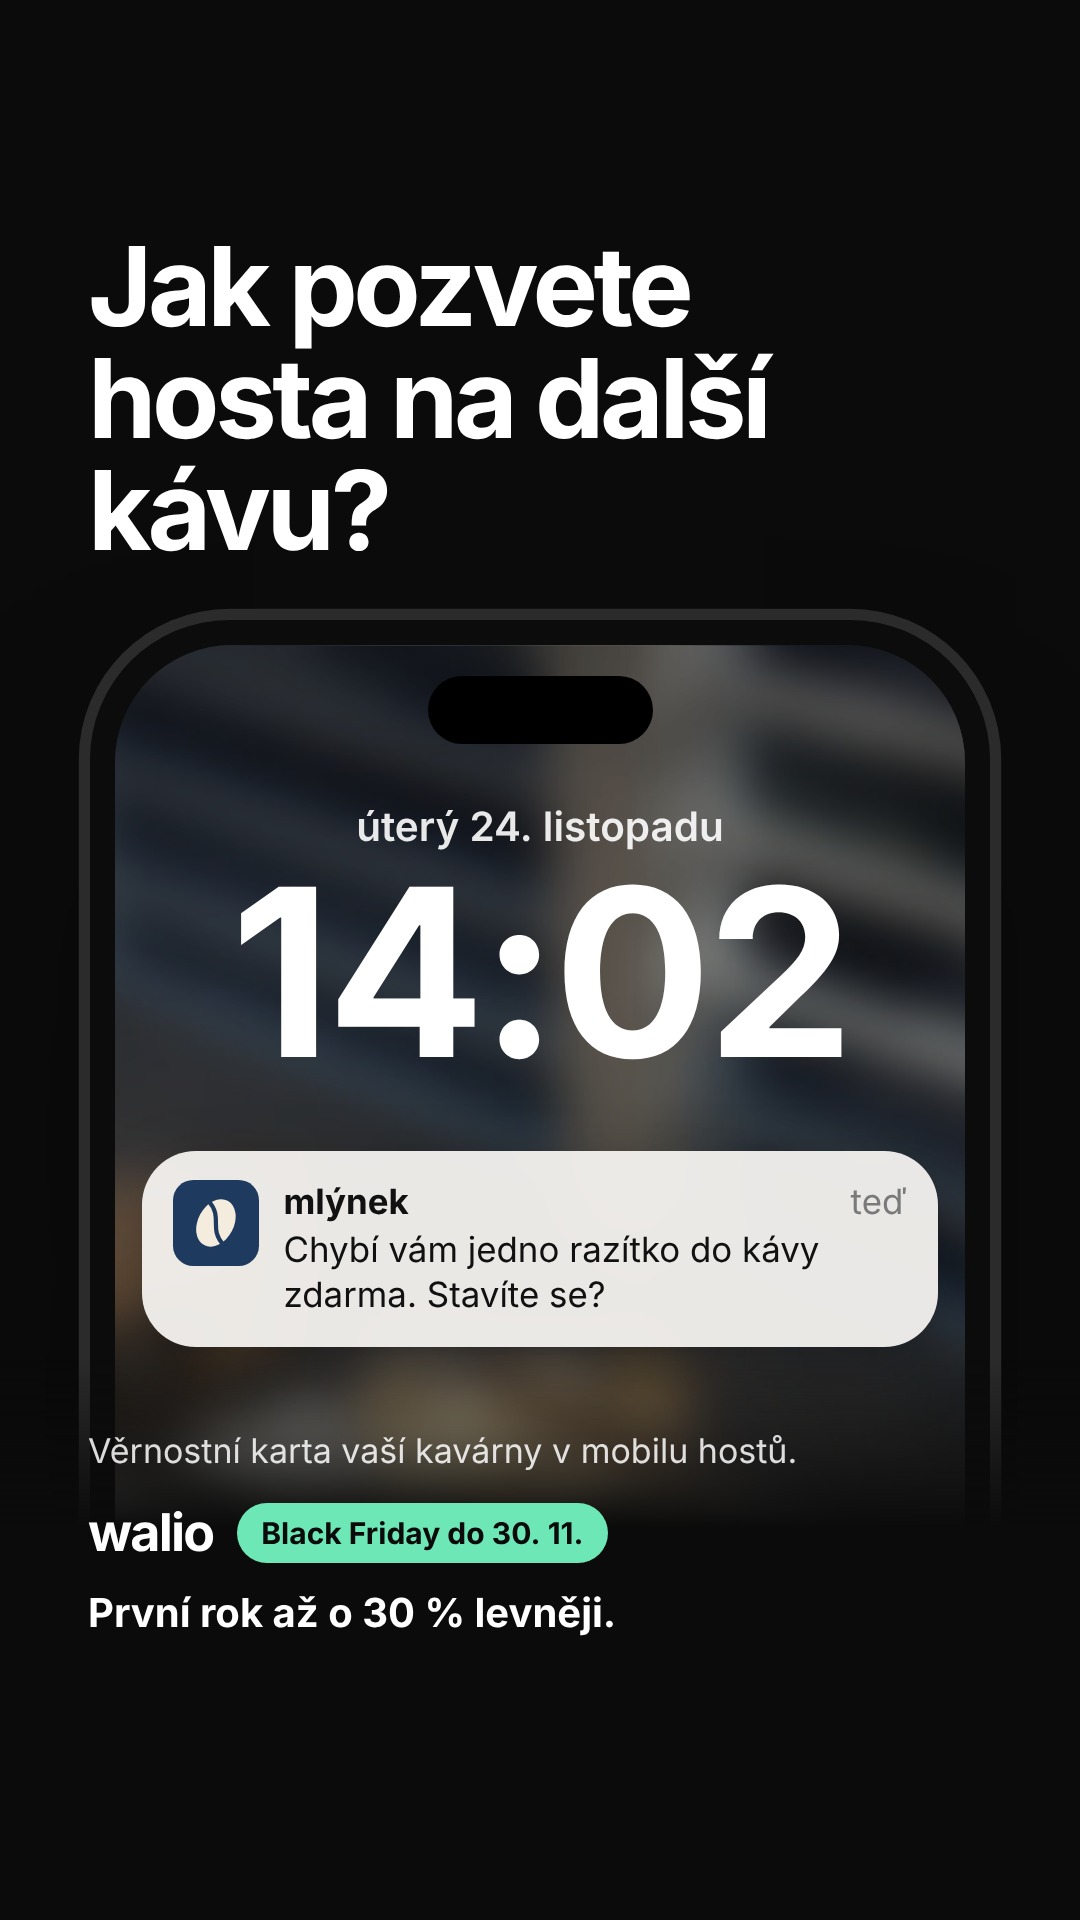 Jak pozvete
hosta na další
kávu?
úterý 24. listopadu
14:02
mlýnek
teď
Chybí vám jedno razítko do kávy
zdarma. Stavíte se?
Věrnostní karta vaší kavárny v mobilu hostů.
walio
Black Friday do 30. 11.
První rok až o 30 % levněji.